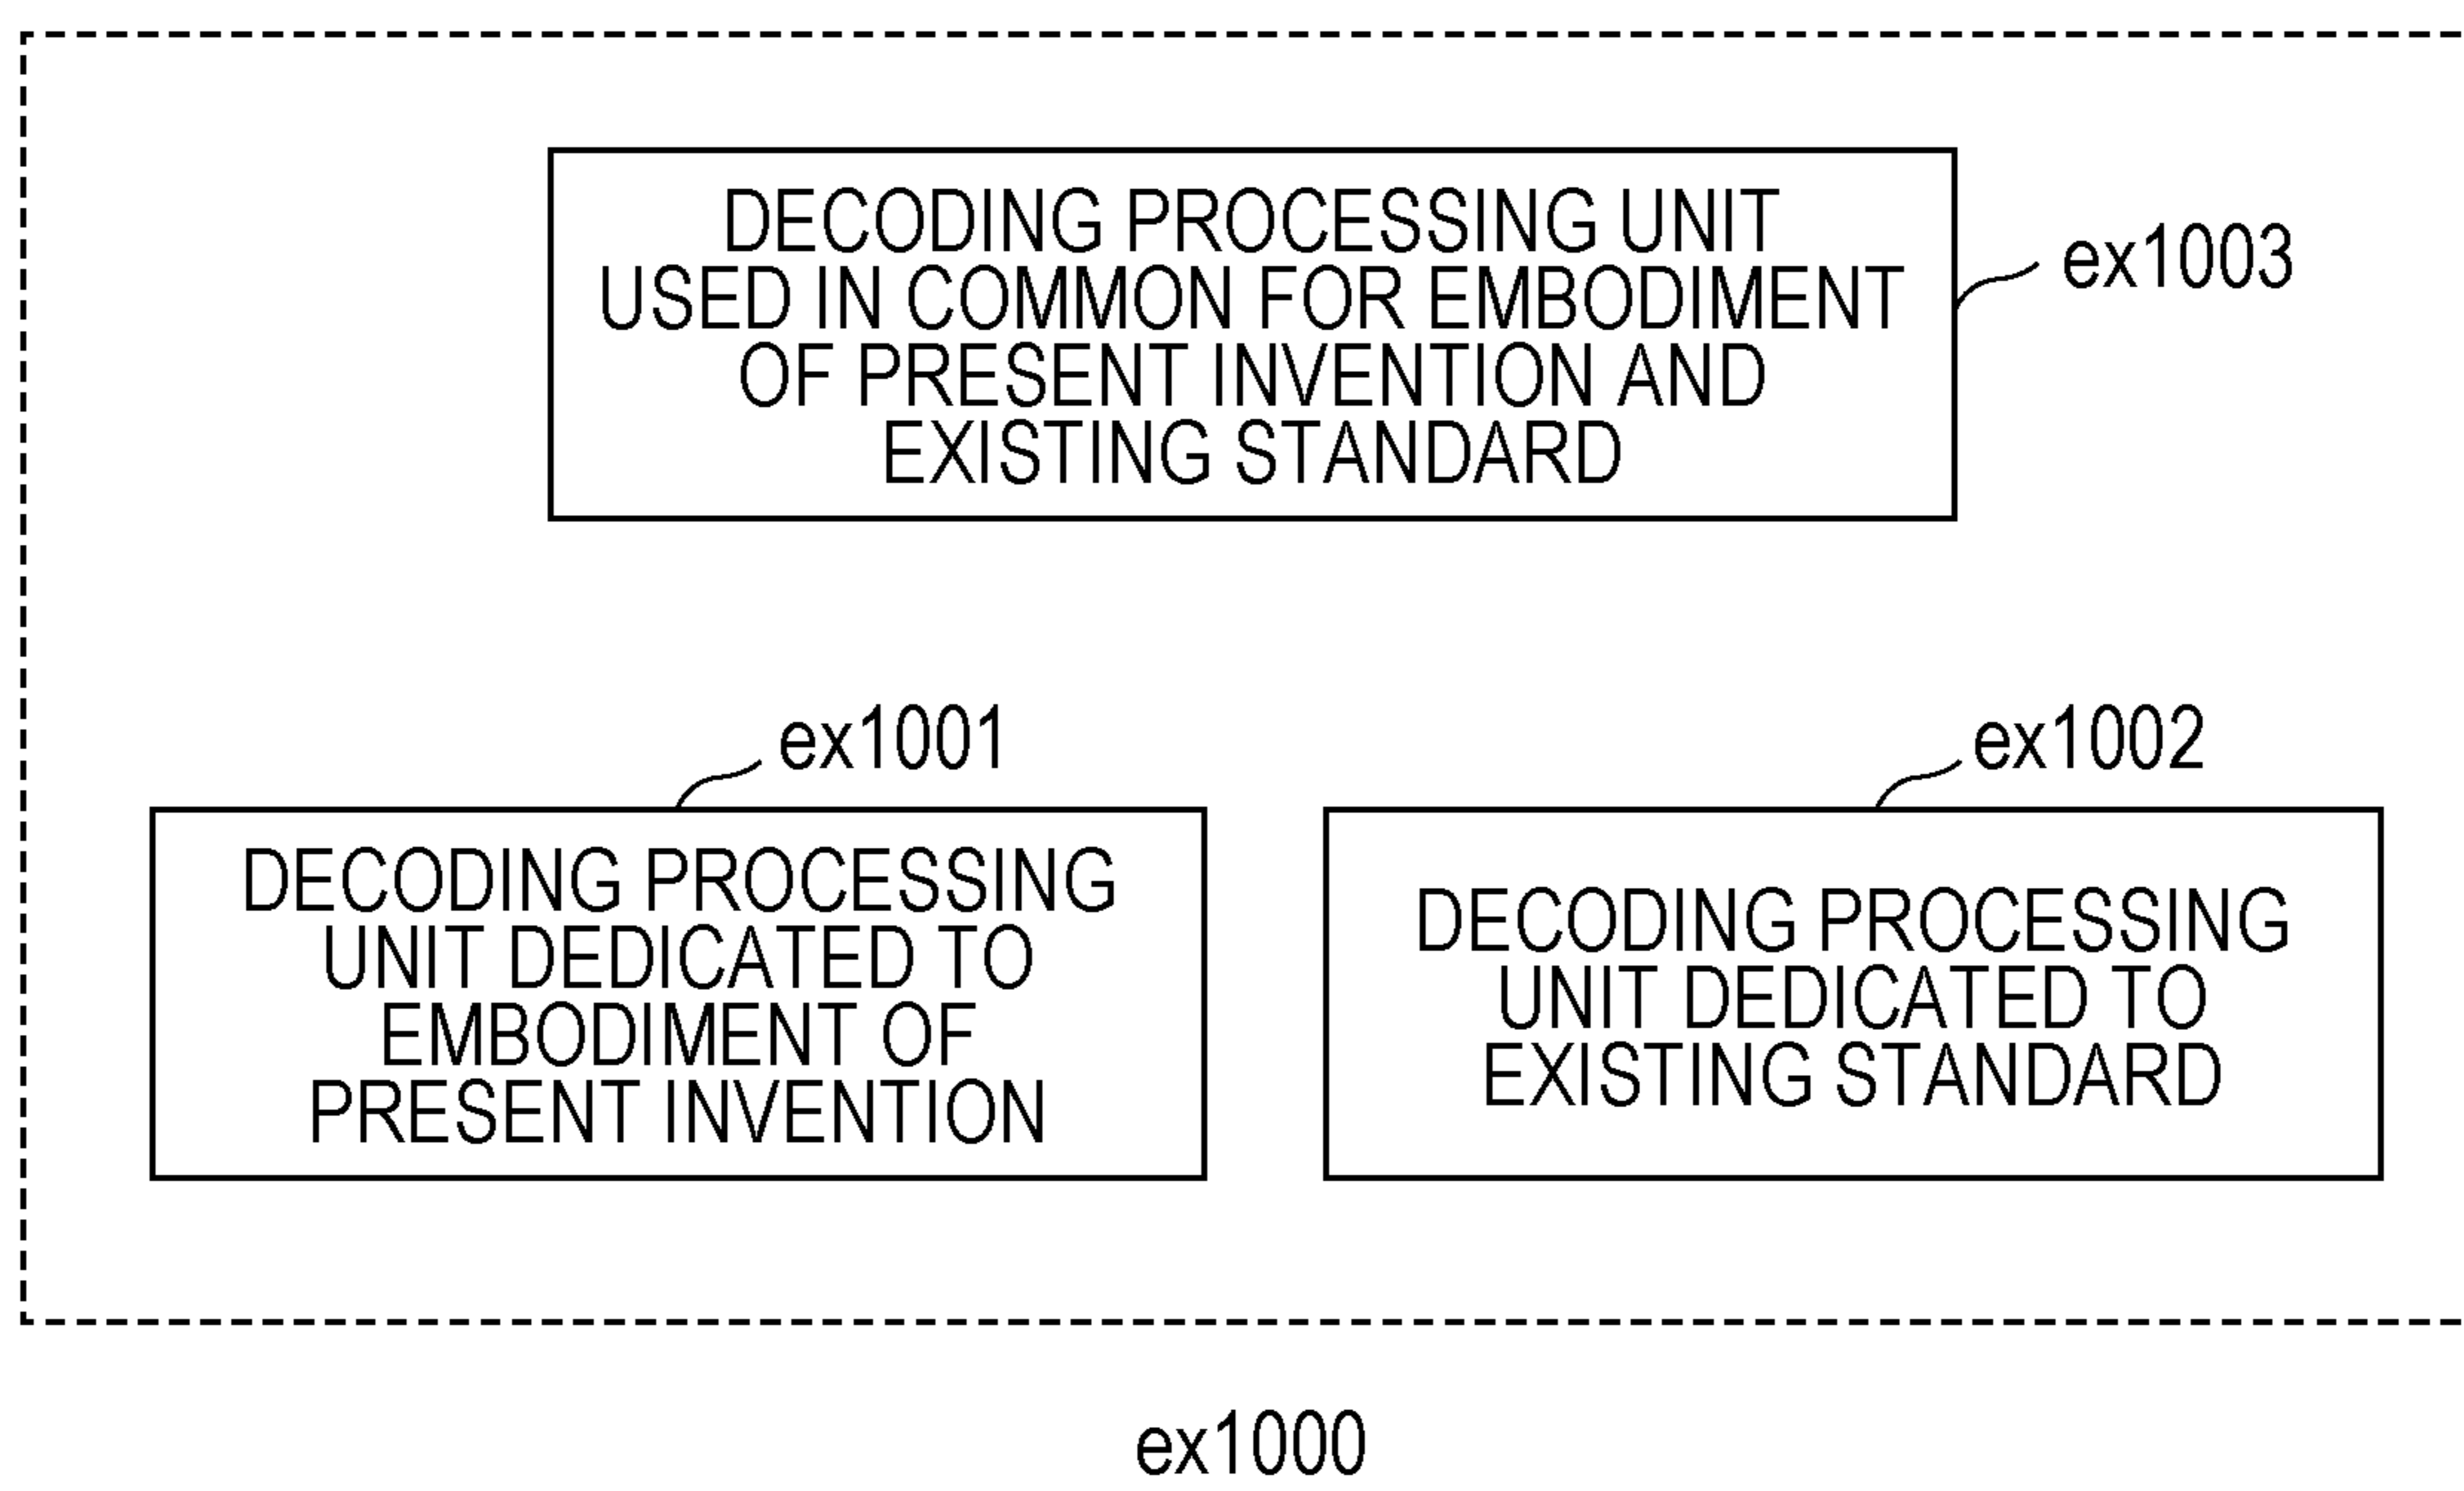 DECODING PROCESSING UNIT
USED IN COMMON FOR EMBODIMENT
OF PRESENT INVENTION AND
EXISTING STANDARD
ex1003
ex1001
DECODING PROCESSING
UNIT DEDICATED TO
EMBODIMENT OF
PRESENT INVENTION
ex1002
DECODING PROCESSING
UNIT DEDICATED TO
EXISTING STANDARD
ex1000